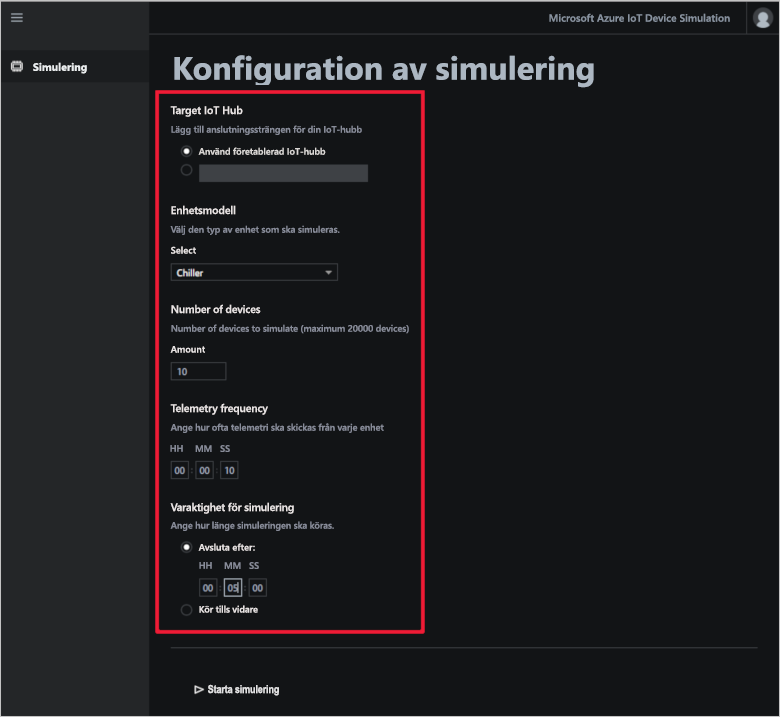 Microsoft Azure IoT Device Simulation
Simulering
Konfiguration av simulering
Target IoT Hub
Lägg till anslutningssträngen för din IoT-hubb
Använd företablerad IoT-hubb
Enhetsmodell
Välj den typ av enhet som ska simuleras.
Select
Chiller
Number of devices
Number of devices to simulate (maximum 20000 devices)
Amount
10
Telemetry frequency
Ange hur ofta telemetri ska skickas från varje enhet
HH MM SS
00 : 00 : 10
Varaktighet för simulering
Ange hur länge simuleringen ska köras.
Avsluta efter:
HH MM SS
00 : 05 : 00
Kör tills vidare
Starta simulering